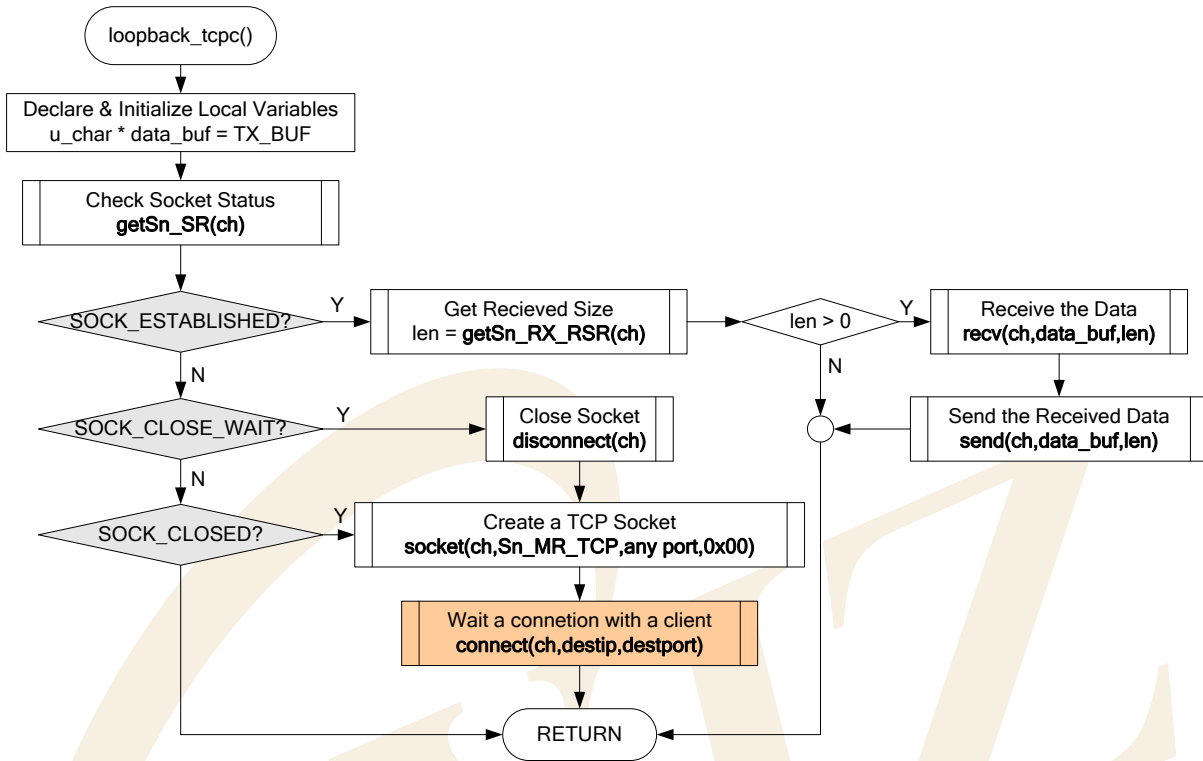 loopback_tcpc()
Declare & Initialize Local Variables
u_char * data_buf = TX_BUF
Check Socket Status
getSn_SR(ch)
SOCK_ESTABLISHED?
Y
Get Recieved Size
len = getSn_RX_RSR(ch)
len > 0
Y
Receive the Data
recv(ch,data_buf,len)
N
N
SOCK_CLOSE_WAIT?
Y
Close Socket
disconnect(ch)
Send the Received Data
send(ch,data_buf,len)
N
SOCK_CLOSED?
Y
Create a TCP Socket
socket(ch,Sn_MR_TCP,any port,0x00)
Wait a connetion with a client
connect(ch,destip,destport)
RETURN